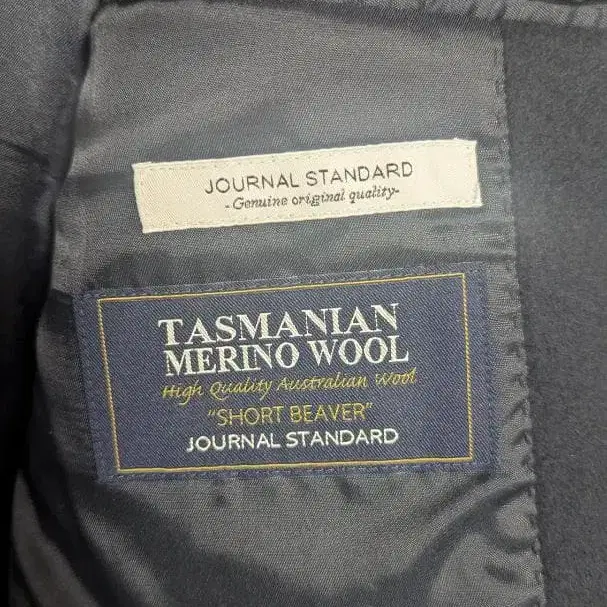 JOURNAL STANDARD
-Genuine original quality-
TASMANIAN
MERINO WOOL
High Quality Australian Wool
"SHORT BEAVER"
JOURNAL STANDARD